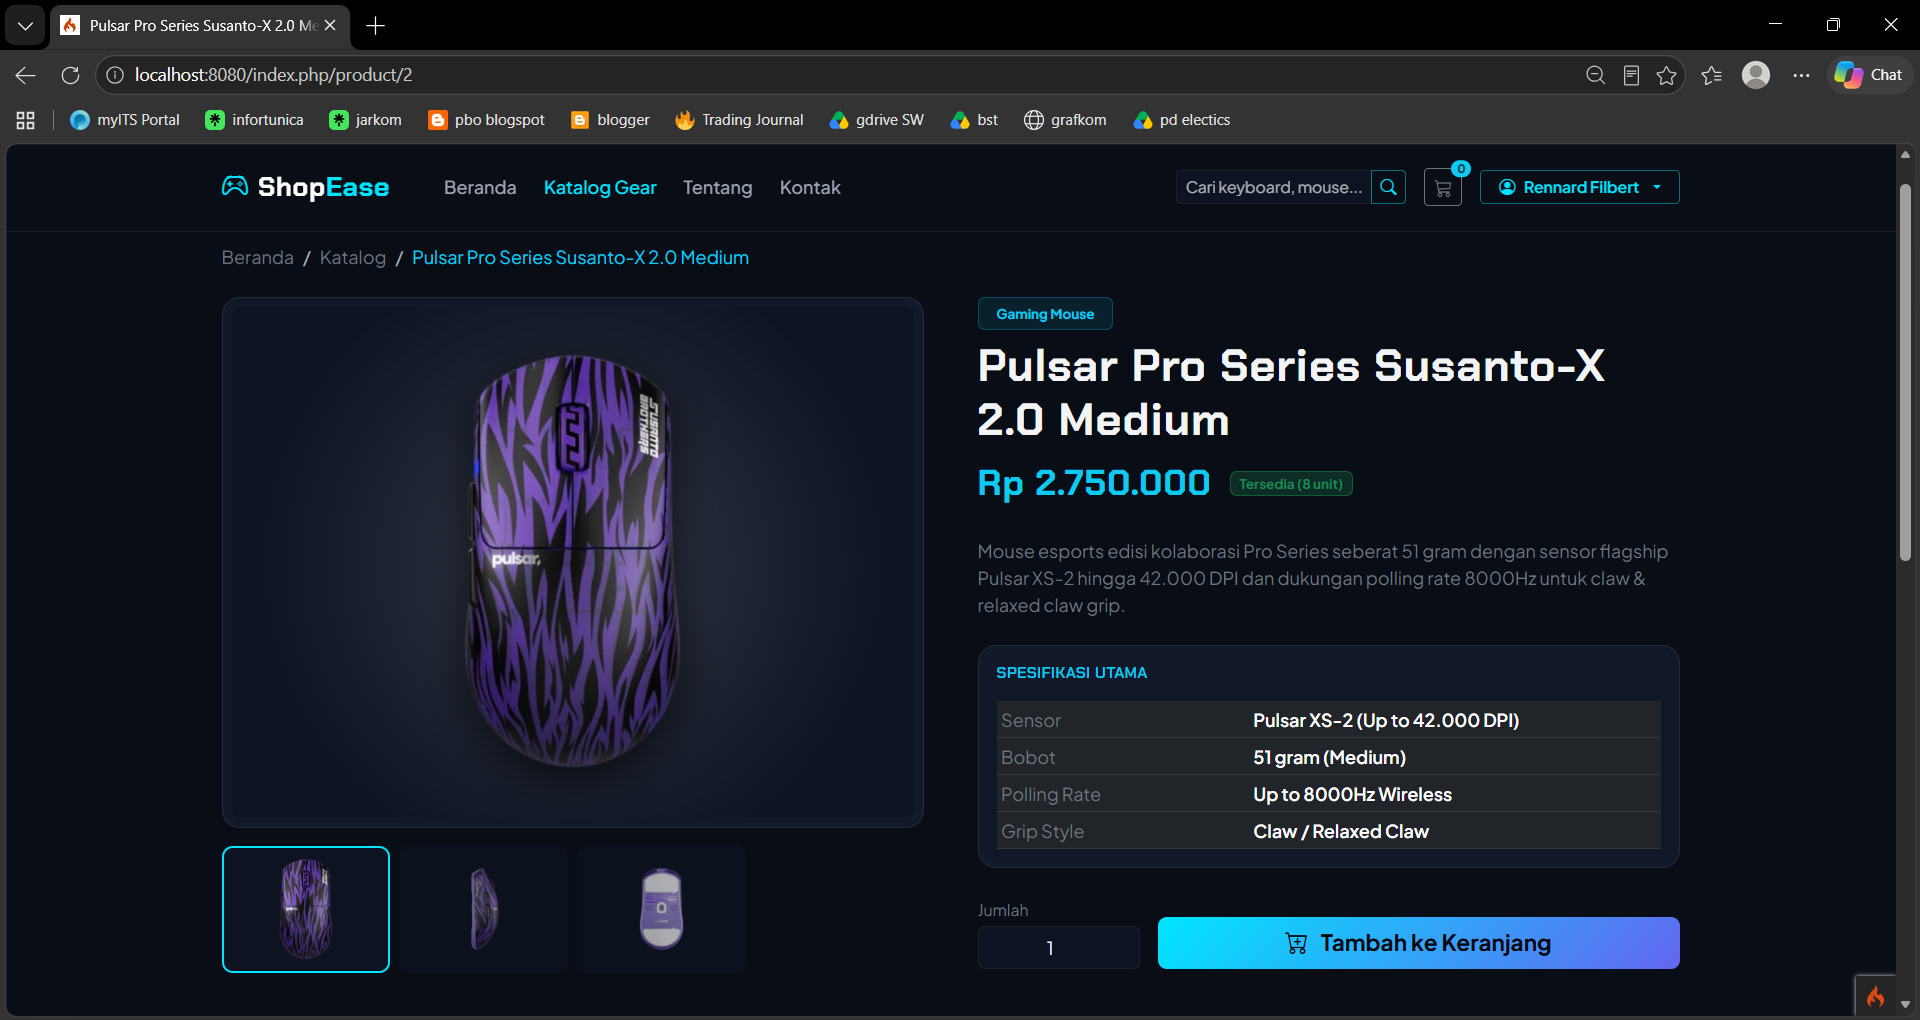 Pulsar Pro Series Susanto-X 2.0 Me
localhost:8080/index.php/product/2
Chat
myITS Portal
infortunica
jarkom
pbo blogspot
blogger
Trading Journal
gdrive SW
bst
grafkom
pd electics
ShopEase
Beranda
Katalog Gear
Tentang
Kontak
Cari keyboard, mouse...
0
Rennard Filbert
Beranda / Katalog / Pulsar Pro Series Susanto-X 2.0 Medium
SUSANTO
BROTHERS
pulsar,
Gaming Mouse
Pulsar Pro Series Susanto-X
2.0 Medium
Rp 2.750.000
Tersedia (8 unit)
Mouse esports edisi kolaborasi Pro Series seberat 51 gram dengan sensor flagship
Pulsar XS-2 hingga 42.000 DPI dan dukungan polling rate 8000Hz untuk claw &
relaxed claw grip.
SPESIFIKASI UTAMA
Sensor Pulsar XS-2 (Up to 42.000 DPI)
Bobot 51 gram (Medium)
Polling Rate Up to 8000Hz Wireless
Grip Style Claw / Relaxed Claw
Jumlah
1
Tambah ke Keranjang